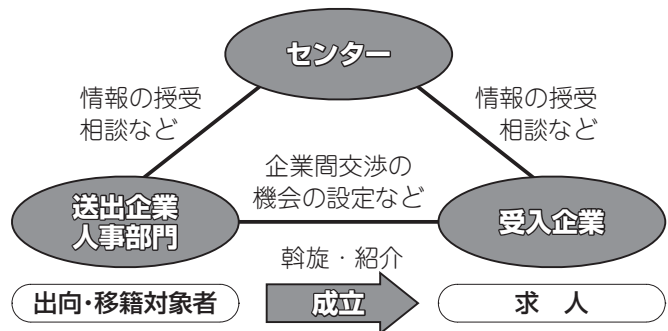 センター
情報の授受
相談など
情報の授受
相談など
企業間交渉の
機会の設定など
送出企業
人事部門
受入企業
斡旋・紹介
出向・移籍対象者
成立
求　人